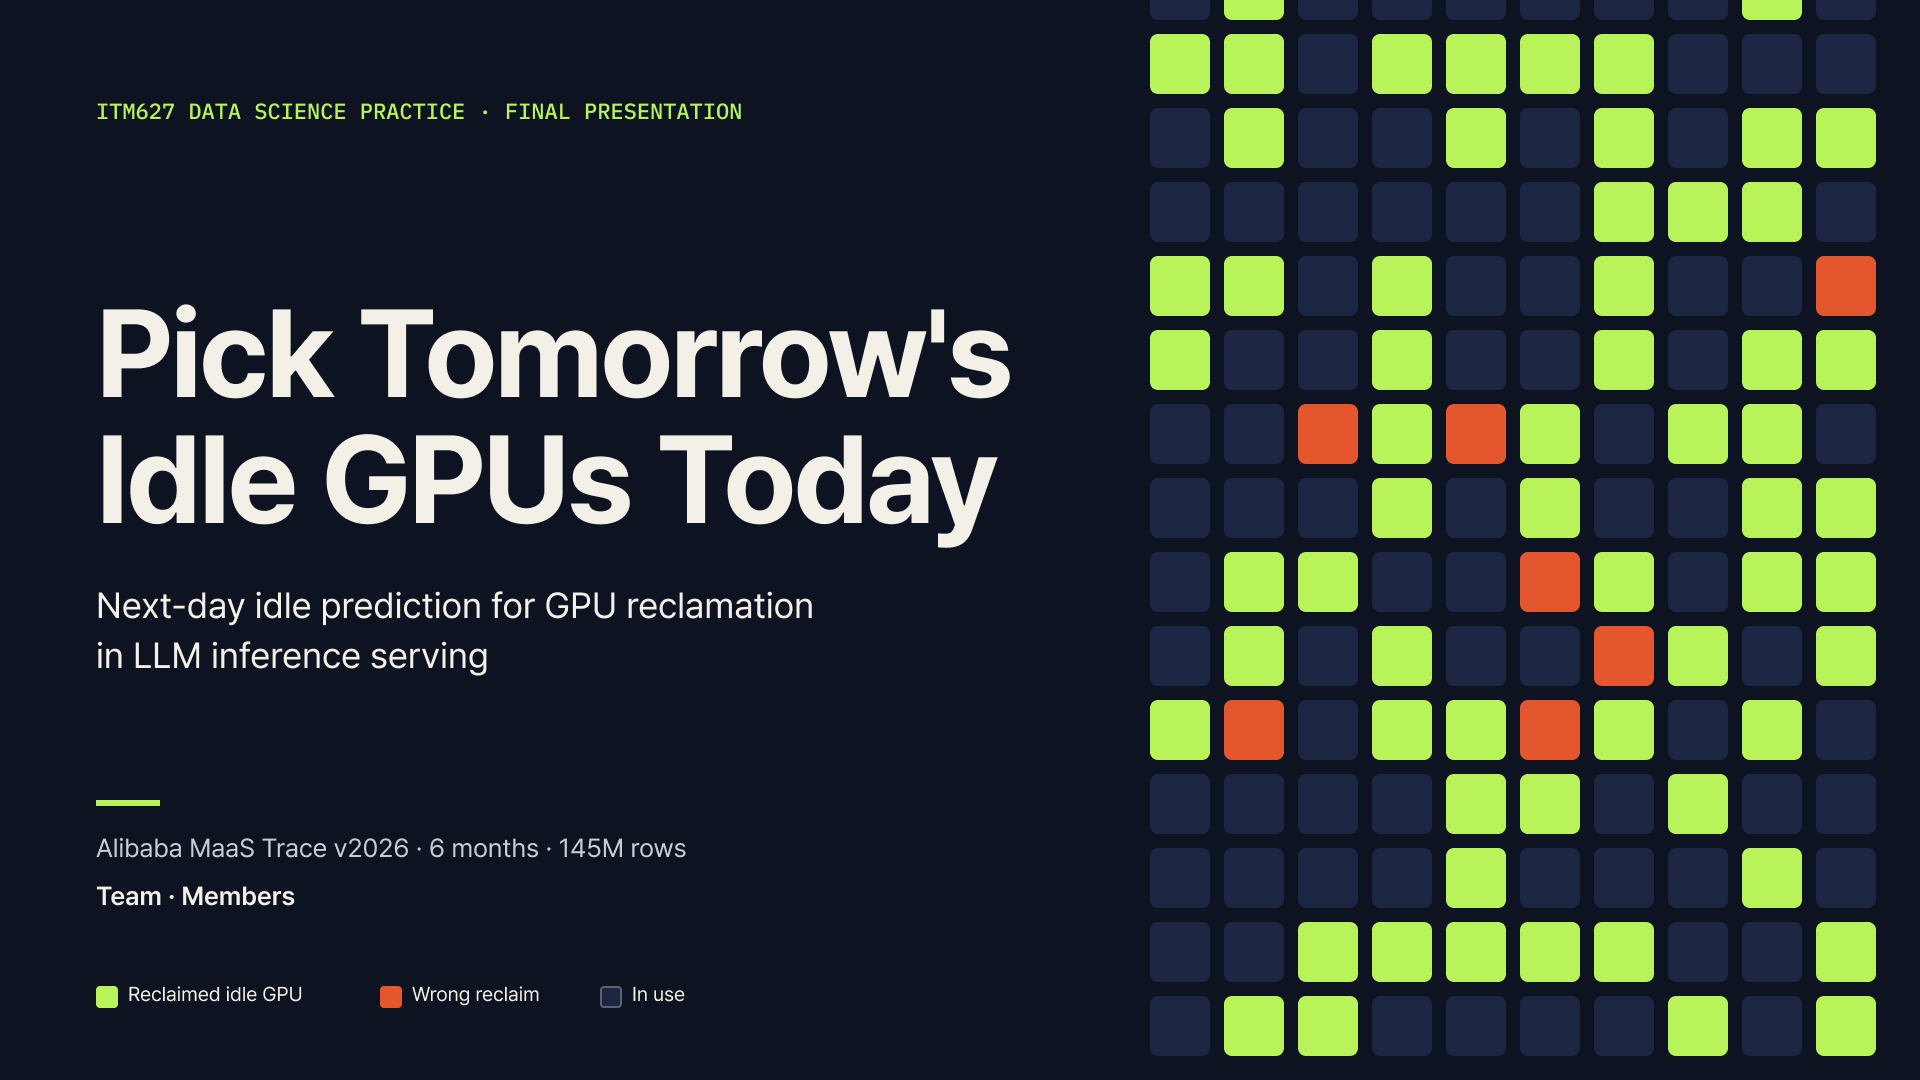 ITM627 DATA SCIENCE PRACTICE · FINAL PRESENTATION
Pick Tomorrow's
Idle GPUs Today
Next-day idle prediction for GPU reclamation
in LLM inference serving
Alibaba MaaS Trace v2026 · 6 months · 145M rows
Team · Members
Reclaimed idle GPU
Wrong reclaim
In use